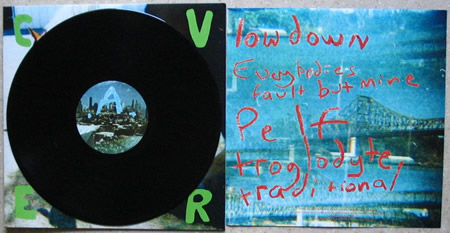 C V
E R
lowdown
Everybodies
fault but mine
Pelf
troglodyte,
traditional